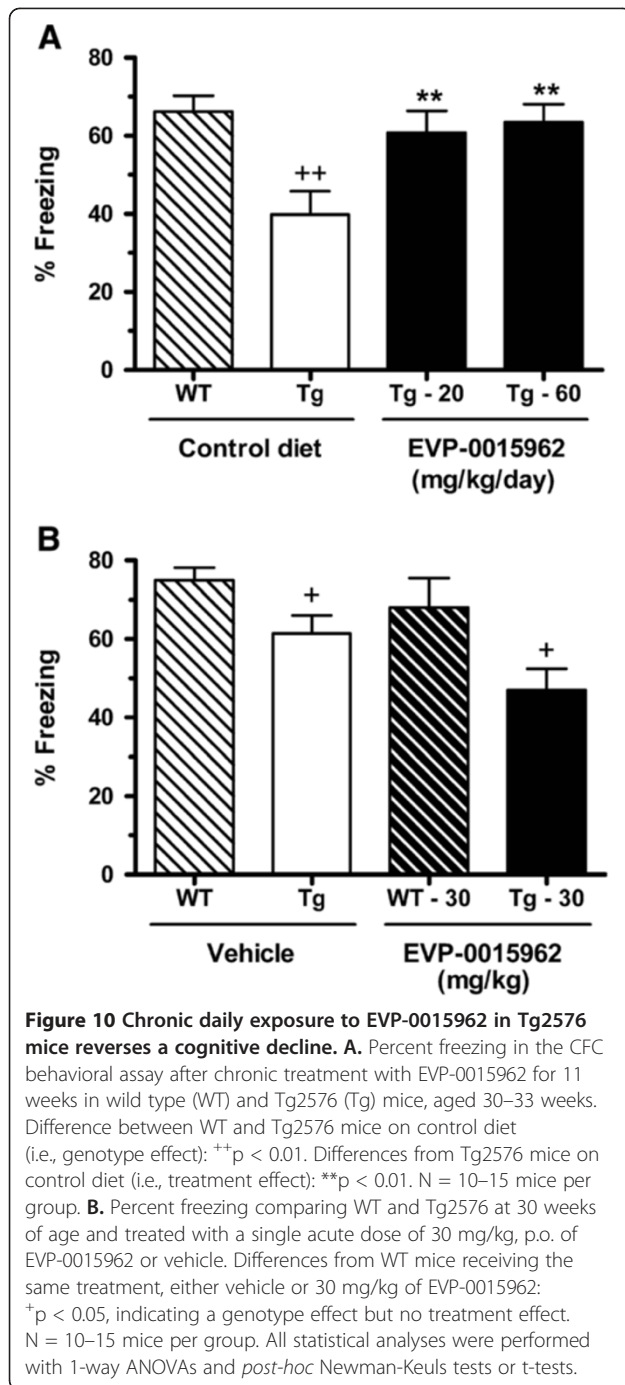 A
80
60
40
20
0
% Freezing
++
**
**
WT
Tg
Tg - 20
Tg - 60
Control diet
EVP-0015962
(mg/kg/day)
B
80
60
40
20
0
% Freezing
+
+
WT
Tg
WT - 30
Tg - 30
Vehicle
EVP-0015962
(mg/kg)
Figure 10 Chronic daily exposure to EVP-0015962 in Tg2576
mice reverses a cognitive decline. A. Percent freezing in the CFC
behavioral assay after chronic treatment with EVP-0015962 for 11
weeks in wild type (WT) and Tg2576 (Tg) mice, aged 30–33 weeks.
Difference between WT and Tg2576 mice on control diet
(i.e., genotype effect): ++p < 0.01. Differences from Tg2576 mice on
control diet (i.e., treatment effect): **p < 0.01. N = 10–15 mice per
group. B. Percent freezing comparing WT and Tg2576 at 30 weeks
of age and treated with a single acute dose of 30 mg/kg, p.o. of
EVP-0015962 or vehicle. Differences from WT mice receiving the
same treatment, either vehicle or 30 mg/kg of EVP-0015962:
+p < 0.05, indicating a genotype effect but no treatment effect.
N = 10–15 mice per group. All statistical analyses were performed
with 1-way ANOVAs and post-hoc Newman-Keuls tests or t-tests.